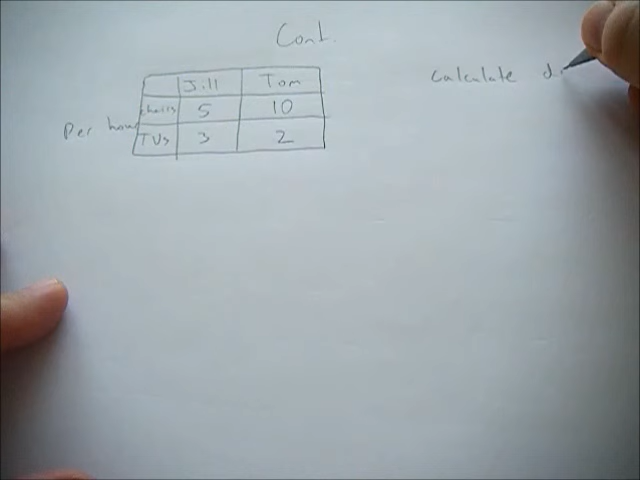 Cont.
Calculate d.
Jill Tom
Chairs 5 10
Per hour
TVs 3 2